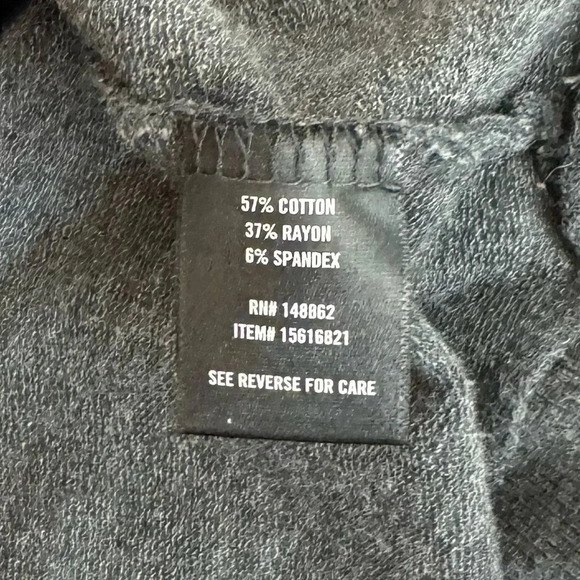 57% COTTON
37% RAYON
6% SPANDEX
RN# 148862
ITEM# 15616821
SEE REVERSE FOR CARE